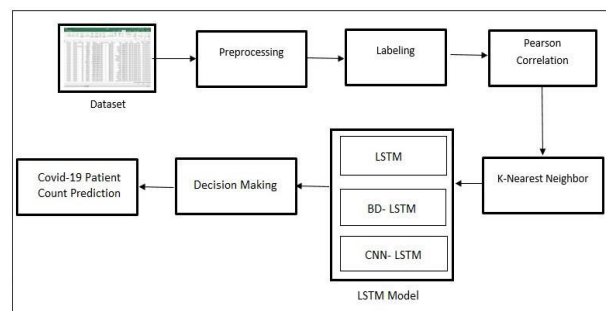 Dataset
Preprocessing
Labeling
Pearson
Correlation
K-Nearest Neighbor
LSTM
BD- LSTM
CNN- LSTM
LSTM Model
Decision Making
Covid-19 Patient
Count Prediction